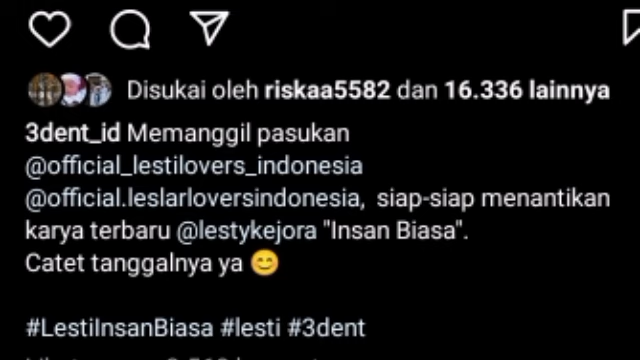 Disukai oleh riskaa5582 dan 16.336 lainnya
3dent_id Memanggil pasukan
@official_lestilovers_indonesia
@official.leslarloversindonesia, siap-siap menantikan
karya terbaru @lestykejora "Insan Biasa".
Catet tanggalnya ya 😊
#LestiInsanBiasa #lesti #3dent